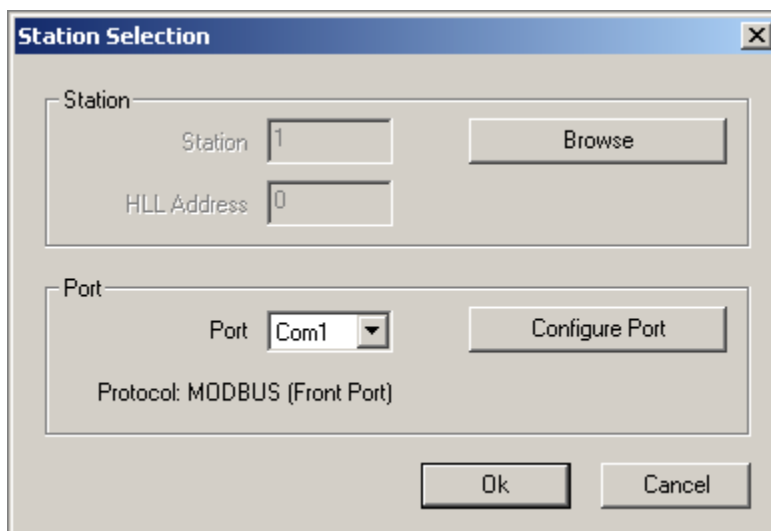 Station Selection
Station
Station 1 Browse
HLL Address 0
Port
Port Com1 Configure Port
Protocol: MODBUS (Front Port)
Ok Cancel